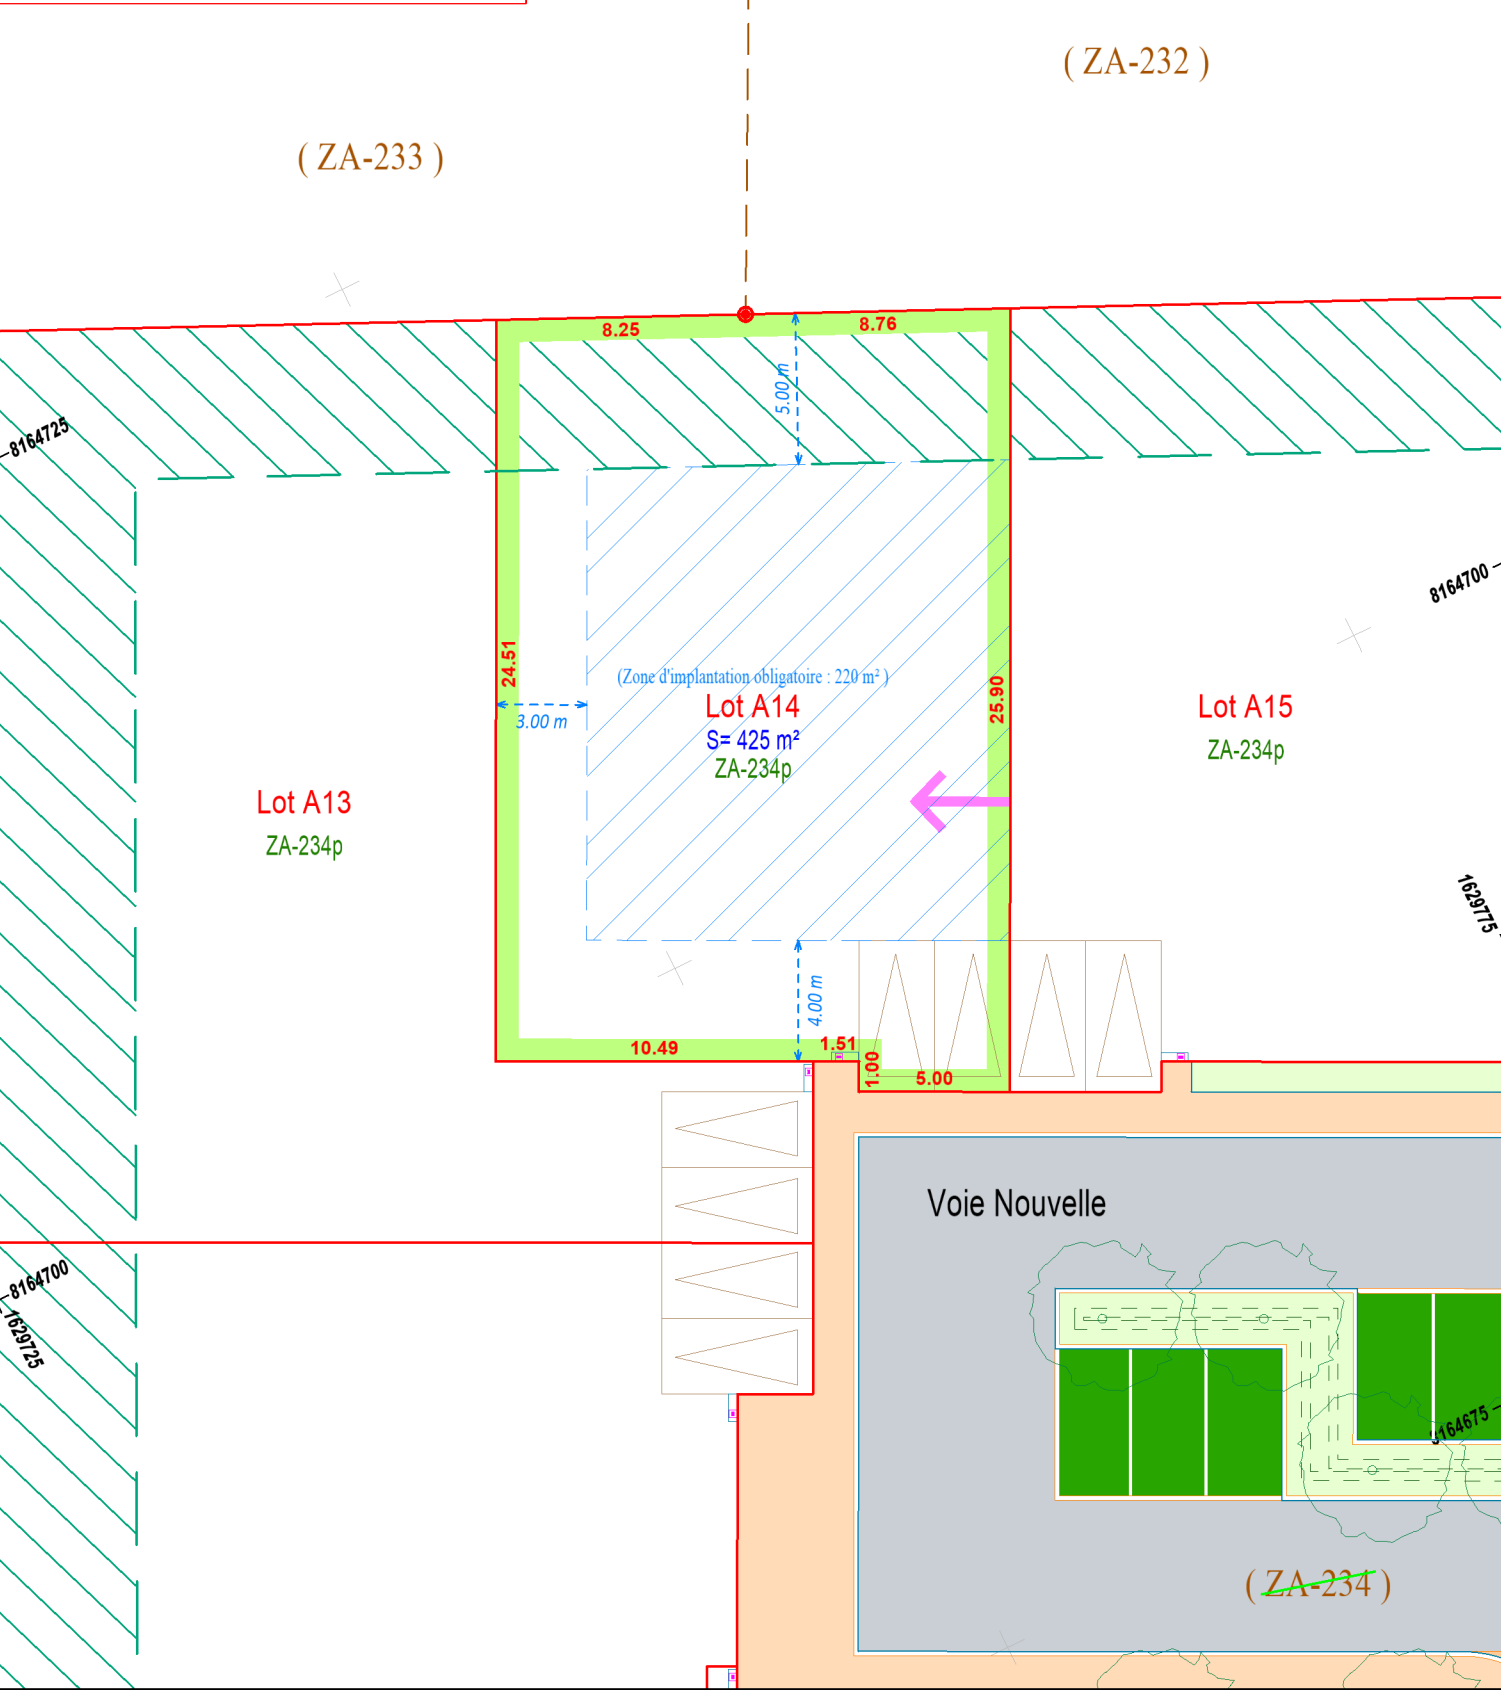 ( ZA-232 )
( ZA-233 )
8.25
8.76
5.00 m
8164725
8164700
24.51
(Zone d'implantation obligatoire : 220 m² )
Lot A14
S= 425 m²
ZA-234p
3.00 m
25.90
Lot A15
ZA-234p
Lot A13
ZA-234p
1629775
4.00 m
10.49
1.51
1.00
5.00
Voie Nouvelle
8164700
1629725
8164675
( ZA-234 )